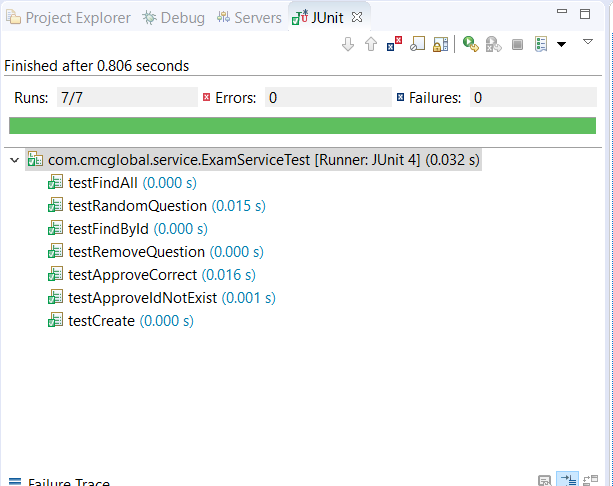 Project Explorer Debug Servers JUnit
Finished after 0.806 seconds
Runs: 7/7 Errors: 0 Failures: 0
com.cmcglobal.service.ExamServiceTest [Runner: JUnit 4] (0.032 s)
testFindAll (0.000 s)
testRandomQuestion (0.015 s)
testFindById (0.000 s)
testRemoveQuestion (0.000 s)
testApproveCorrect (0.016 s)
testApproveIdNotExist (0.001 s)
testCreate (0.000 s)
Failure Trace